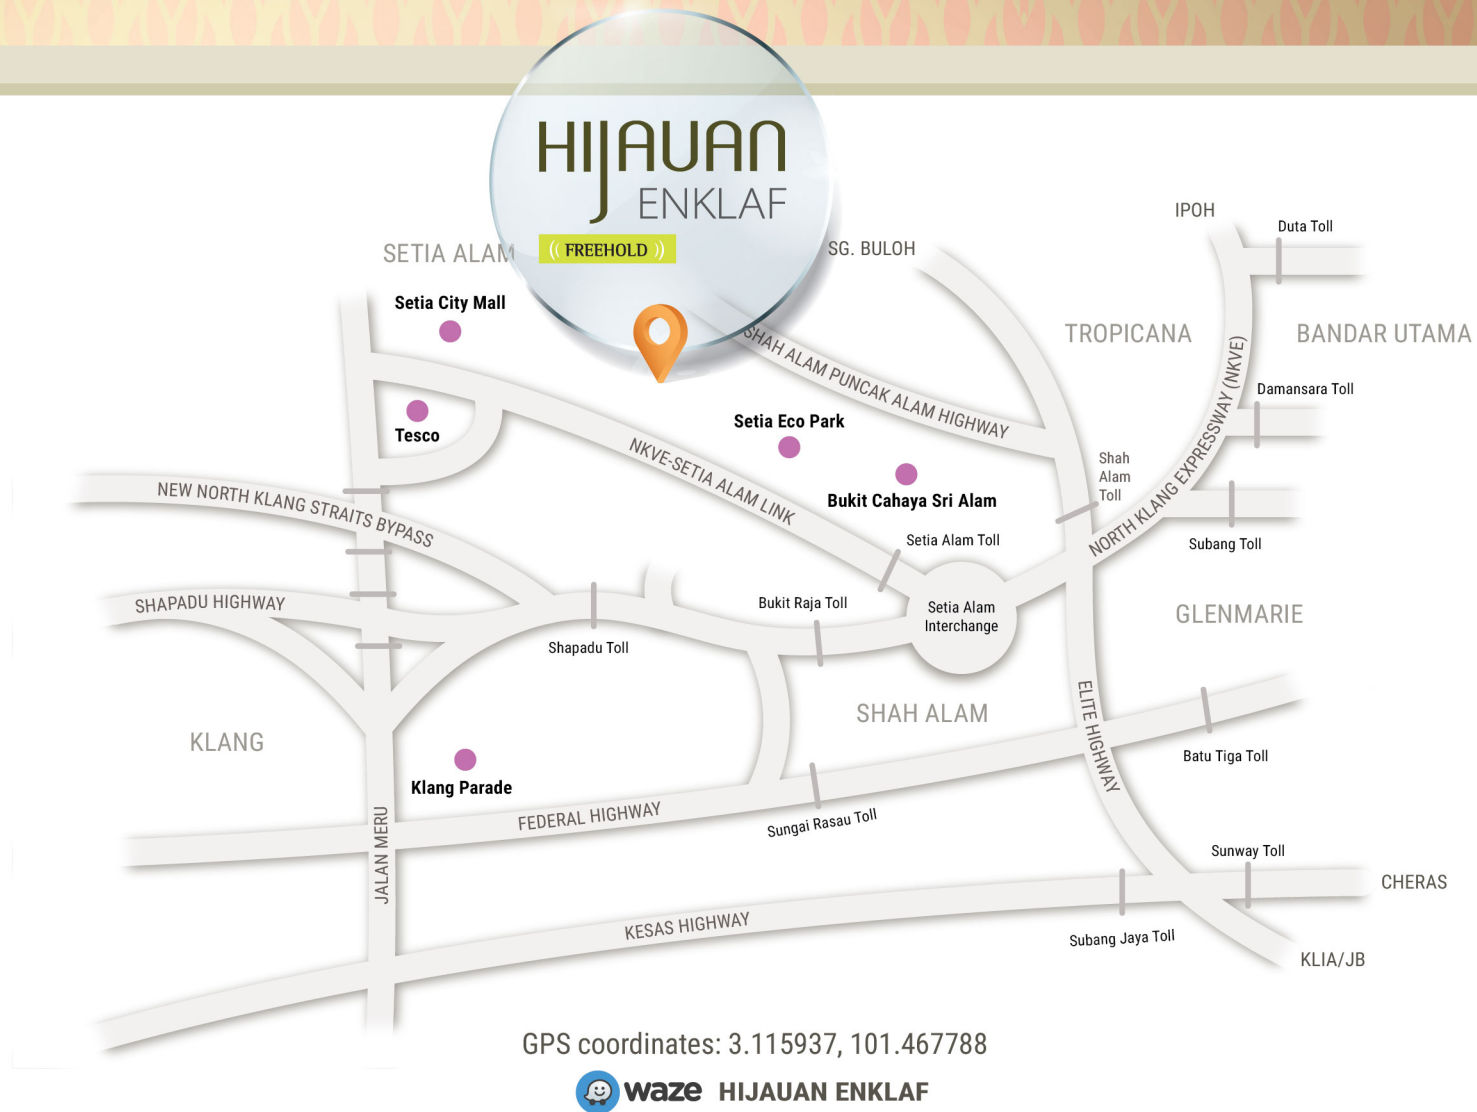 HIJAUAN
ENKLAF
(( FREEHOLD ))
IPOH
Duta Toll
SETIA ALAM
SG. BULOH
Setia City Mall
SHAH ALAM PUNCAK ALAM HIGHWAY
TROPICANA
BANDAR UTAMA
NORTH KLANG EXPRESSWAY (NKVE)
Damansara Toll
Tesco
Setia Eco Park
NKVE-SETIA ALAM LINK
Shah
Alam
Toll
Bukit Cahaya Sri Alam
NEW NORTH KLANG STRAITS BYPASS
Setia Alam Toll
Subang Toll
SHAPADU HIGHWAY
Bukit Raja Toll
Setia Alam
Interchange
GLENMARIE
Shapadu Toll
SHAH ALAM
ELITE HIGHWAY
KLANG
Batu Tiga Toll
Klang Parade
FEDERAL HIGHWAY
Sungai Rasau Toll
JALAN MERU
Sunway Toll
CHERAS
KESAS HIGHWAY
Subang Jaya Toll
KLIA/JB
GPS coordinates: 3.115937, 101.467788
waze HIJAUAN ENKLAF